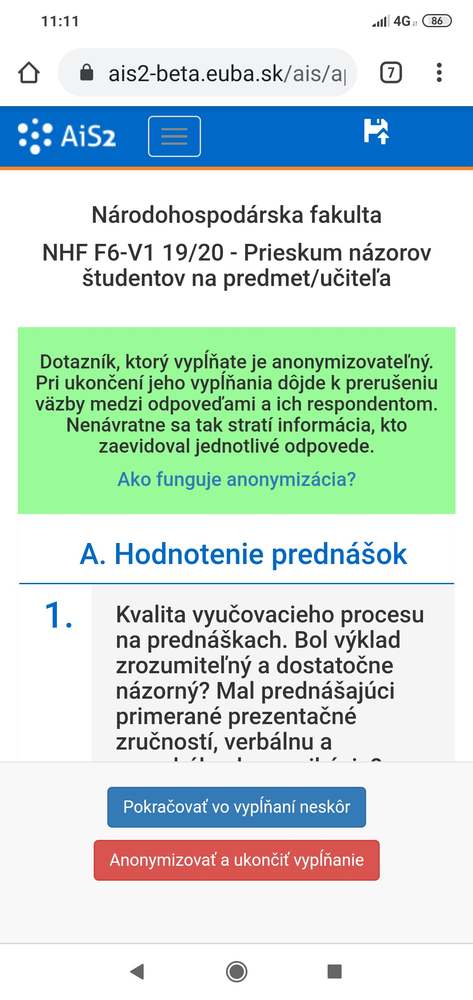 11:11
4G
86
ais2-beta.euba.sk/ais/a
7
AiS2
Národohospodárska fakulta
NHF F6-V1 19/20 - Prieskum názorov
študentov na predmet/učiteľa
Dotazník, ktorý vypĺňate je anonymizovateľný.
Pri ukončení jeho vypĺňania dôjde k prerušeniu
väzby medzi odpoveďami a ich respondentom.
Nenávratne sa tak stratí informácia, kto
zaevidoval jednotlivé odpovede.
Ako funguje anonymizácia?
A. Hodnotenie prednášok
1.
Kvalita vyučovacieho procesu
na prednáškach. Bol výklad
zrozumiteľný a dostatočne
názorný? Mal prednášajúci
primerané prezentačné
zručností, verbálnu a
Pokračovať vo vypĺňaní neskôr
Anonymizovať a ukončiť vypĺňanie